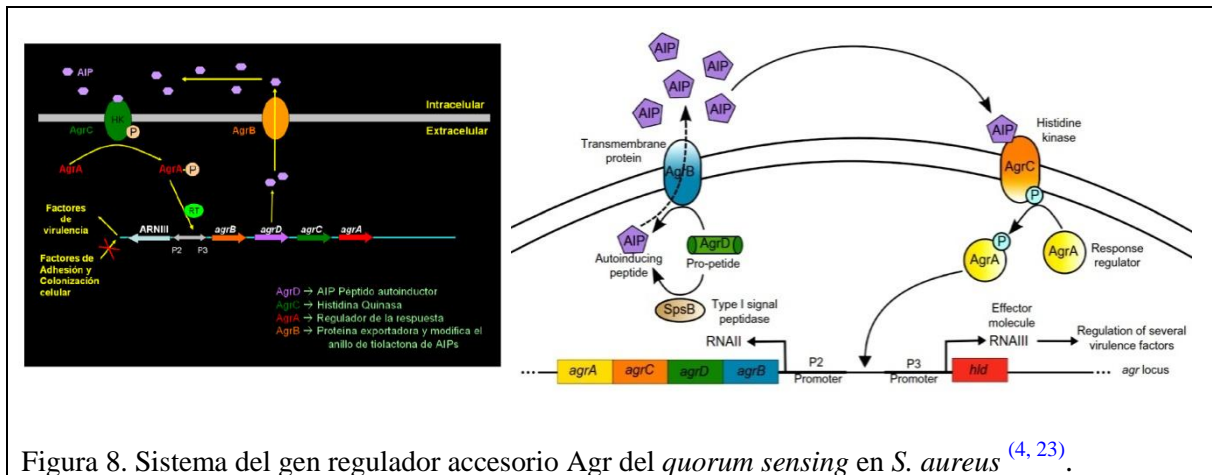 AIP
Intracelular
Extracelular
HK
P
AgrC
AgrB
AgrA
AgrA
P
RT
Factores
de
virulencia
ARNIII
agrB
agrD
agrC
agrA
P2
P3
Factores
de
Adhesión y
Colonización
celular
AgrD → AIP Péptido autoinductor
AgrC → Histidina Quinasa
AgrA → Regulador de la respuesta
AgrB → Proteina exportadora y modifica el
anillo de tiolactona de AIPs
AIP
AIP
AIP
AIP
AIP
AIP
AIP
Histidine
kinase
Transmembrane
protein
AgrB
AgrC
P
AIP
Autoinducing
peptide
AgrD
Pro-petide
P
AgrA
AgrA
Response
regulator
SpsB
Type I signal
peptidase
RNAII
Effector
molecule
RNAIII
Regulation of several
virulence factors
... agrA agrC agrD agrB
P2
Promoter
P3
Promoter
hld
... agr locus
Figura 8. Sistema del gen regulador accesorio Agr del quorum sensing en S. aureus (4, 23).